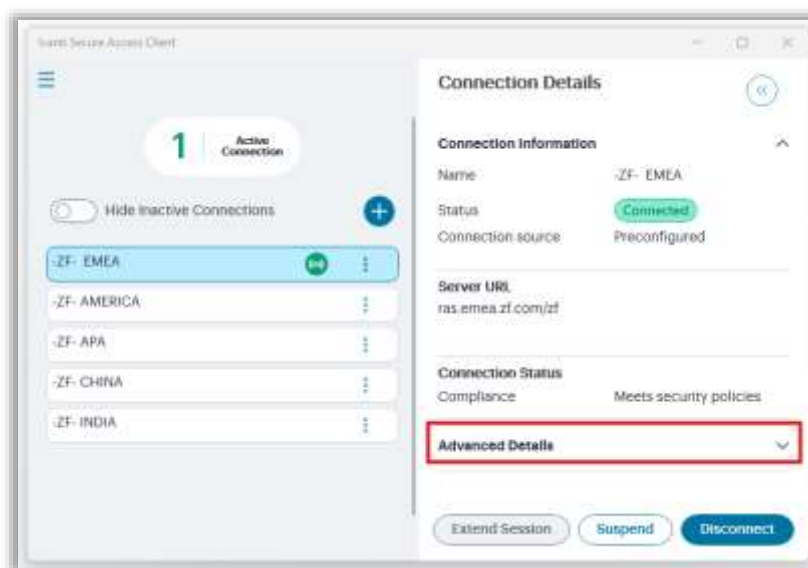 Ivanti Secure Access Client
Connection Details
1
Active
Connection
Connection Information
Name -ZF- EMEA
Hide Inactive Connections
Status Connected
Connection source Preconfigured
-ZF- EMEA
-ZF- AMERICA
-ZF- APA
-ZF- CHINA
-ZF- INDIA
Server URL
ras.emea.zf.com/zf
Connection Status
Compliance Meets security policies
Advanced Details
Extend Session
Suspend
Disconnect